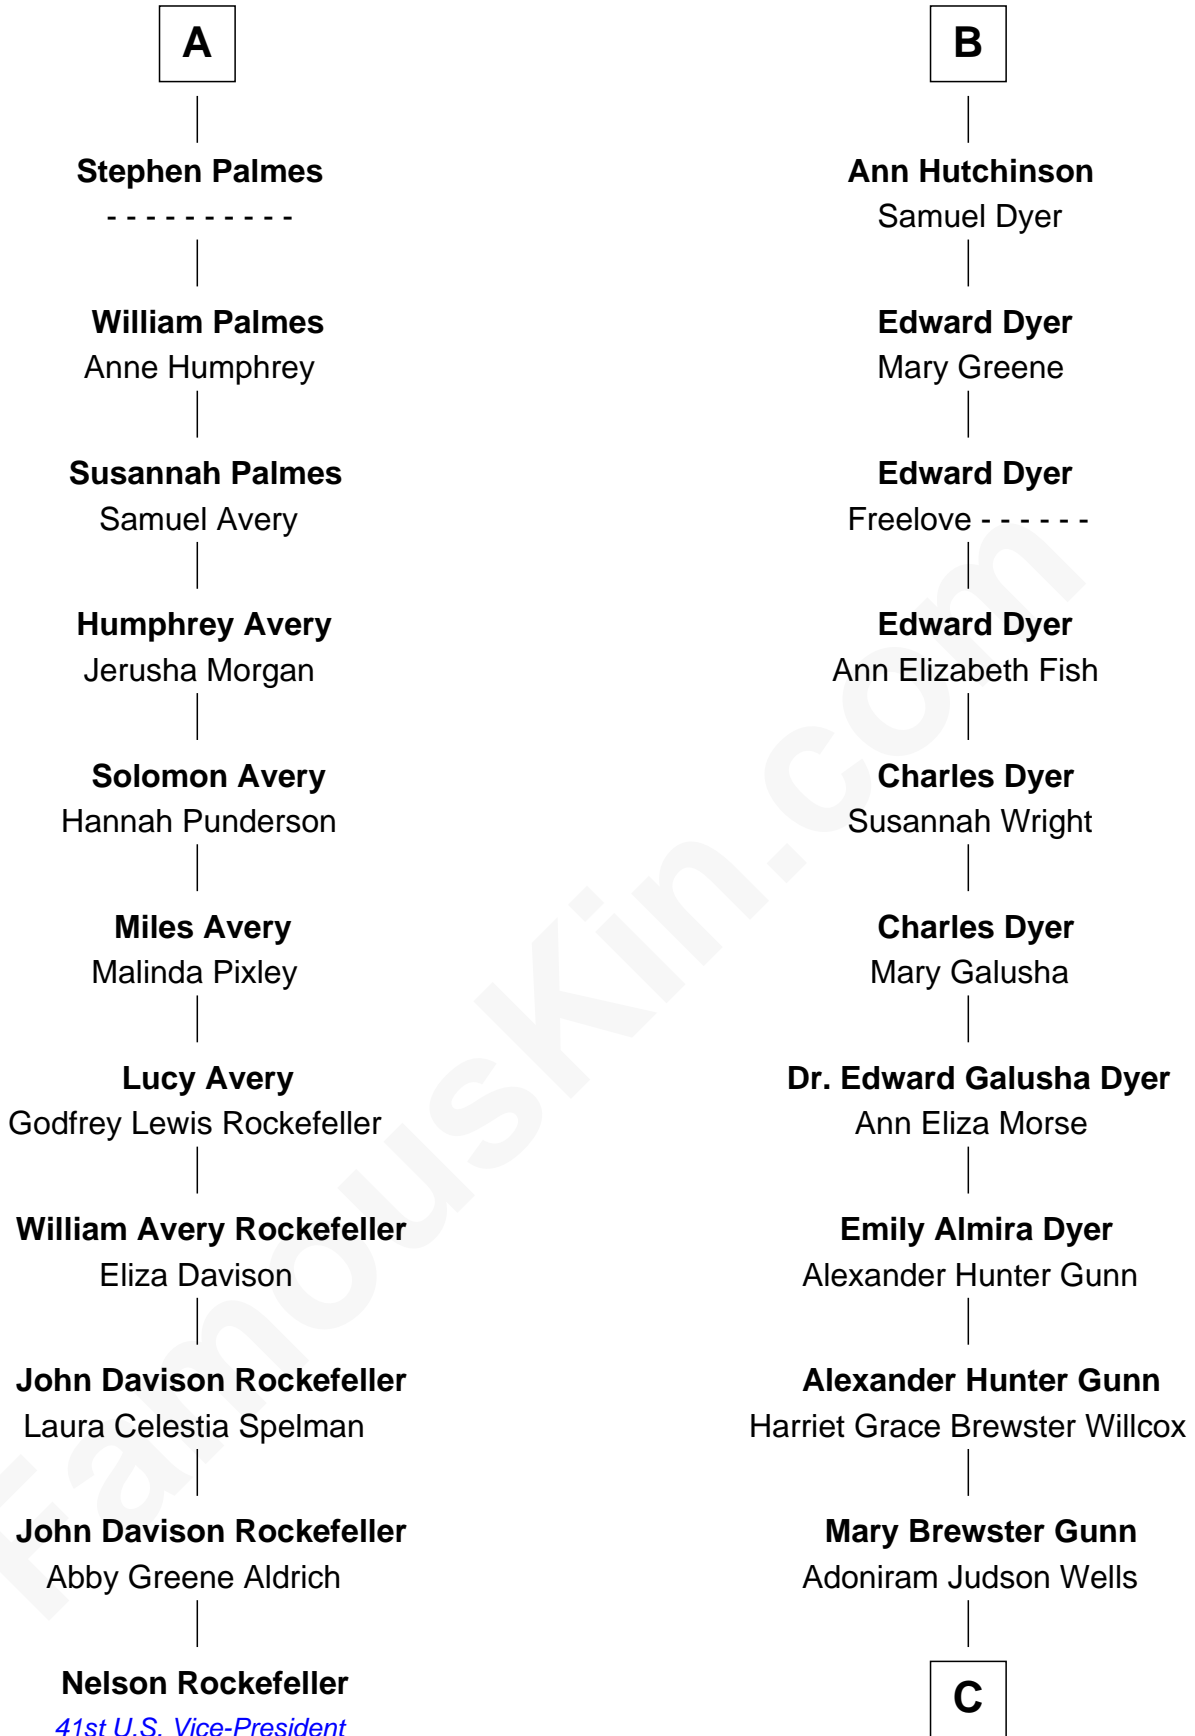 A
Stephen Palmes
- - - - - - - - - -
William Palmes
Anne Humphrey
Susannah Palmes
Samuel Avery
Humphrey Avery
Jerusha Morgan
Solomon Avery
Hannah Punderson
Miles Avery
Malinda Pixley
Lucy Avery
Godfrey Lewis Rockefeller
William Avery Rockefeller
Eliza Davison
John Davison Rockefeller
Laura Celestia Spelman
John Davison Rockefeller
Abby Greene Aldrich
Nelson Rockefeller
41st U.S. Vice-President
B
Ann Hutchinson
Samuel Dyer
Edward Dyer
Mary Greene
Edward Dyer
Freelove - - - - - -
Edward Dyer
Ann Elizabeth Fish
Charles Dyer
Susannah Wright
Charles Dyer
Mary Galusha
Dr. Edward Galusha Dyer
Ann Eliza Morse
Emily Almira Dyer
Alexander Hunter Gunn
Alexander Hunter Gunn
Harriet Grace Brewster Willcox
Mary Brewster Gunn
Adoniram Judson Wells
C
FamousKin.com